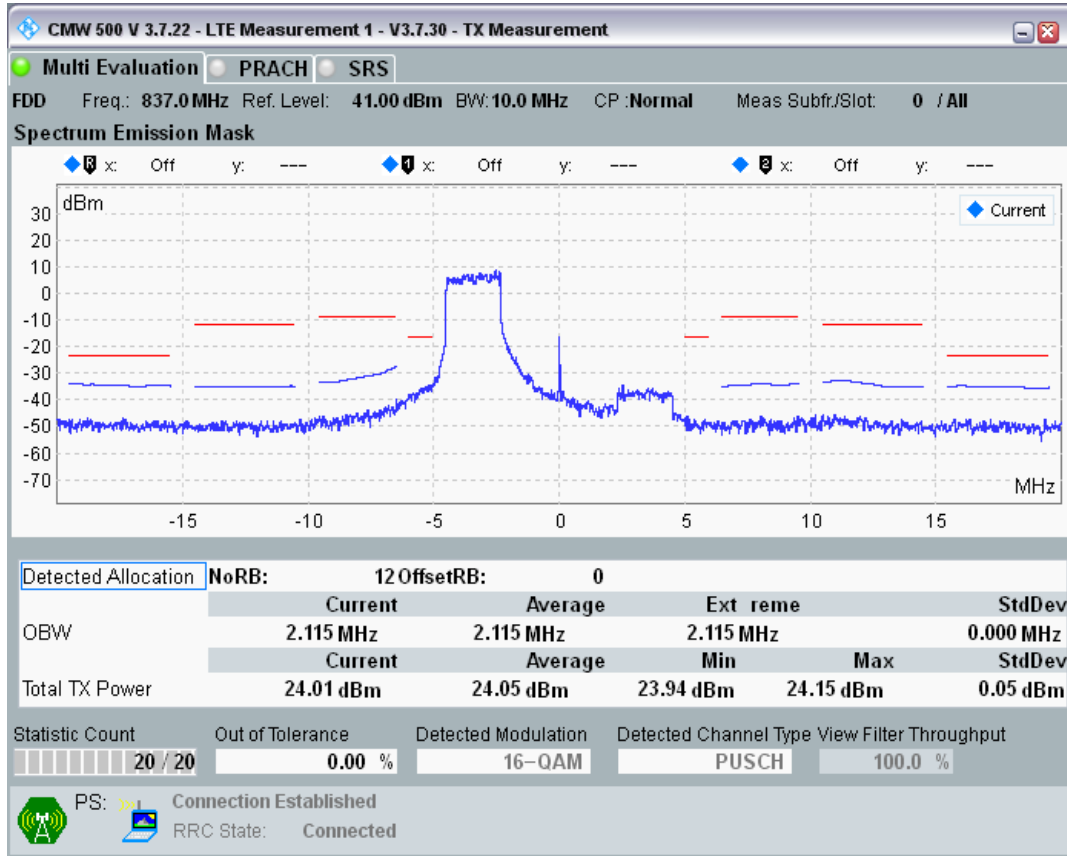 CMW 500 V 3.7.22 - LTE Measurement 1 - V3.7.30 - TX Measurement
Multi Evaluation PRACH SRS
FDD Freq.: 837.0 MHz Ref. Level: 41.00 dBm BW: 10.0 MHz CP :Normal Meas Subfr./Slot: 0 / All
Spectrum Emission Mask
R x: Off y: --- 1 x: Off y: --- 2 x: Off y: ---
dBm
Current
30
20
10
0
-10
-20
-30
-40
-50
-60
-70
MHz
-15 -10 -5 0 5 10 15
Detected Allocation NoRB: 12 OffsetRB: 0
Current Average Ext reme StdDev
OBW 2.115 MHz 2.115 MHz 2.115 MHz 0.000 MHz
Current Average Min Max StdDev
Total TX Power 24.01 dBm 24.05 dBm 23.94 dBm 24.15 dBm 0.05 dBm
Statistic Count Out of Tolerance Detected Modulation Detected Channel Type View Filter Throughput
20 / 20 0.00 % 16-QAM PUSCH 100.0 %
PS: Connection Established
RRC State: Connected